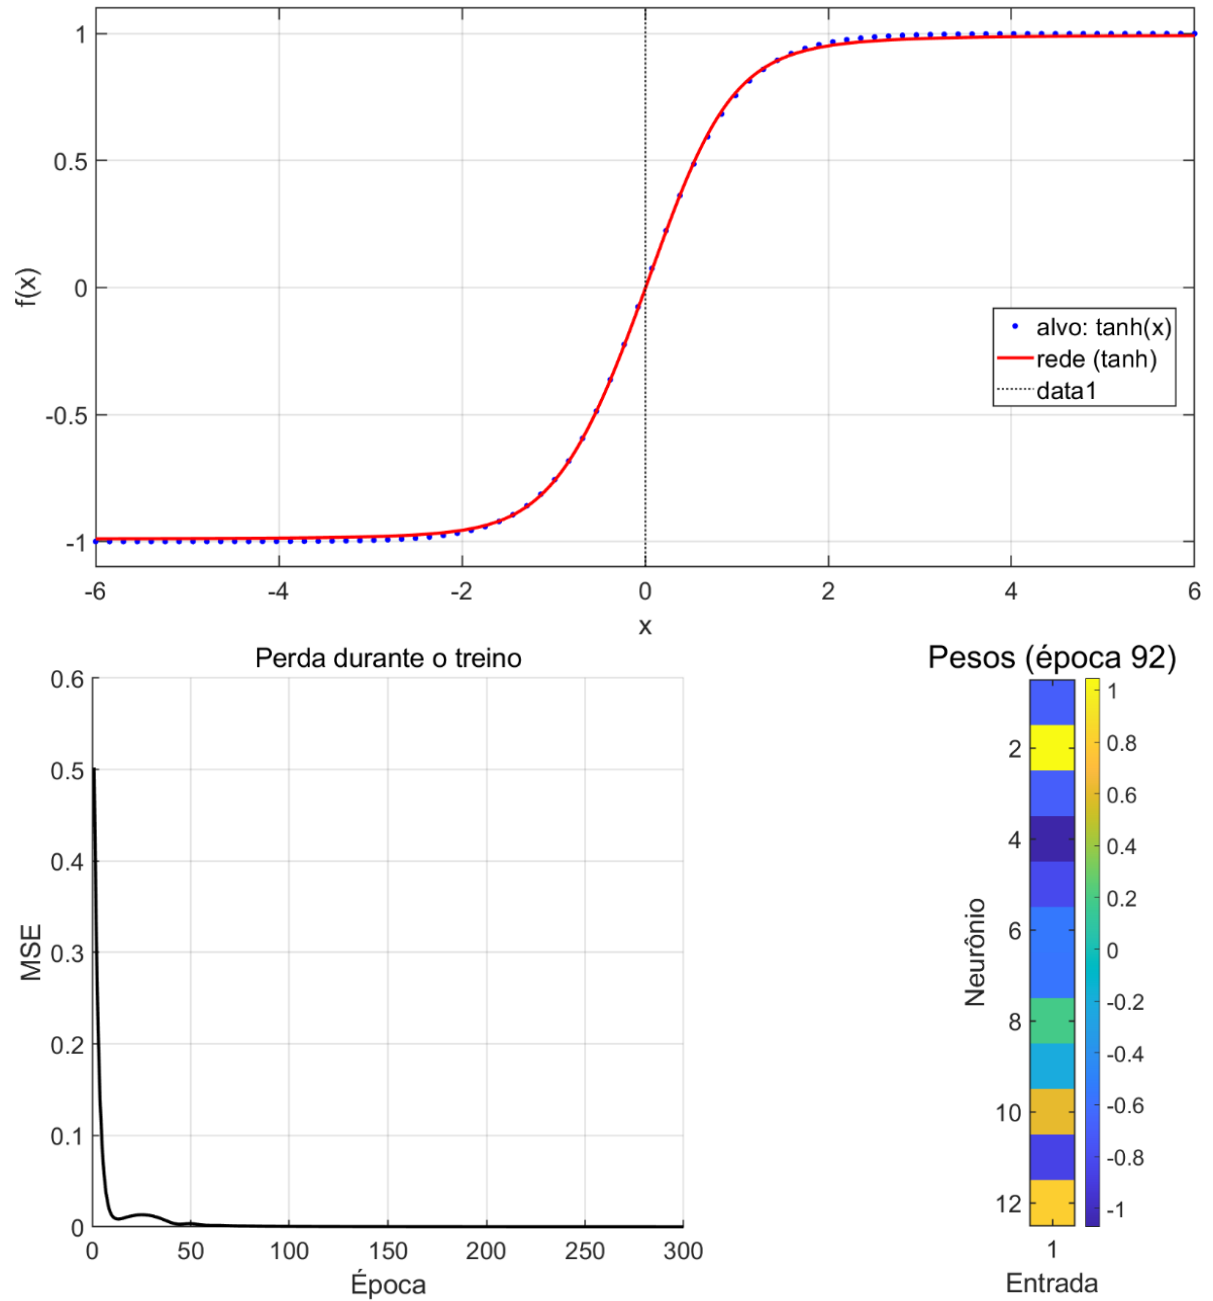 1
0.5
0
-0.5
-1
f(x)
-6 -4 -2 0 2 4 6
x
alvo: tanh(x)
rede (tanh)
data1
Perda durante o treino
0.6
0.5
0.4
0.3
0.2
0.1
0
MSE
0 50 100 150 200 250 300
Época
Pesos (época 92)
2
4
6
8
10
12
Neurônio
1
Entrada
1
0.8
0.6
0.4
0.2
0
-0.2
-0.4
-0.6
-0.8
-1